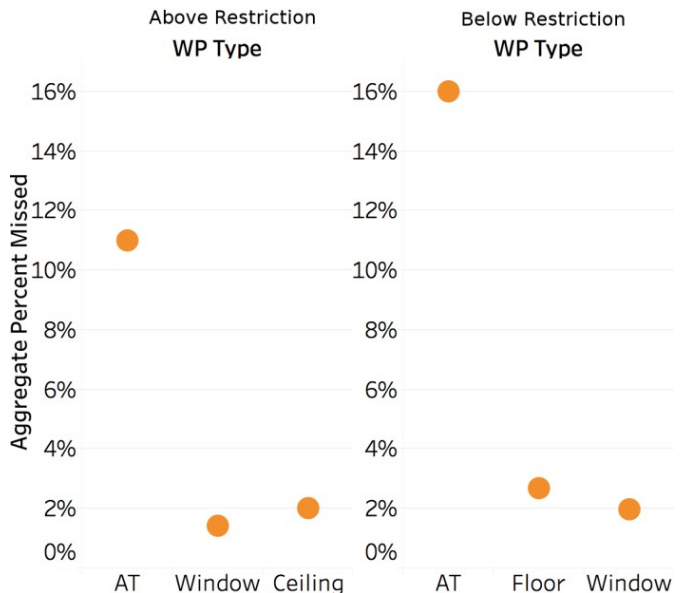 Above Restriction
WP Type
Aggregate Percent Missed
16%
14%
12%
10%
8%
6%
4%
2%
0%
AT Window Ceiling
Below Restriction
WP Type
16%
14%
12%
10%
8%
6%
4%
2%
0%
AT Floor Window